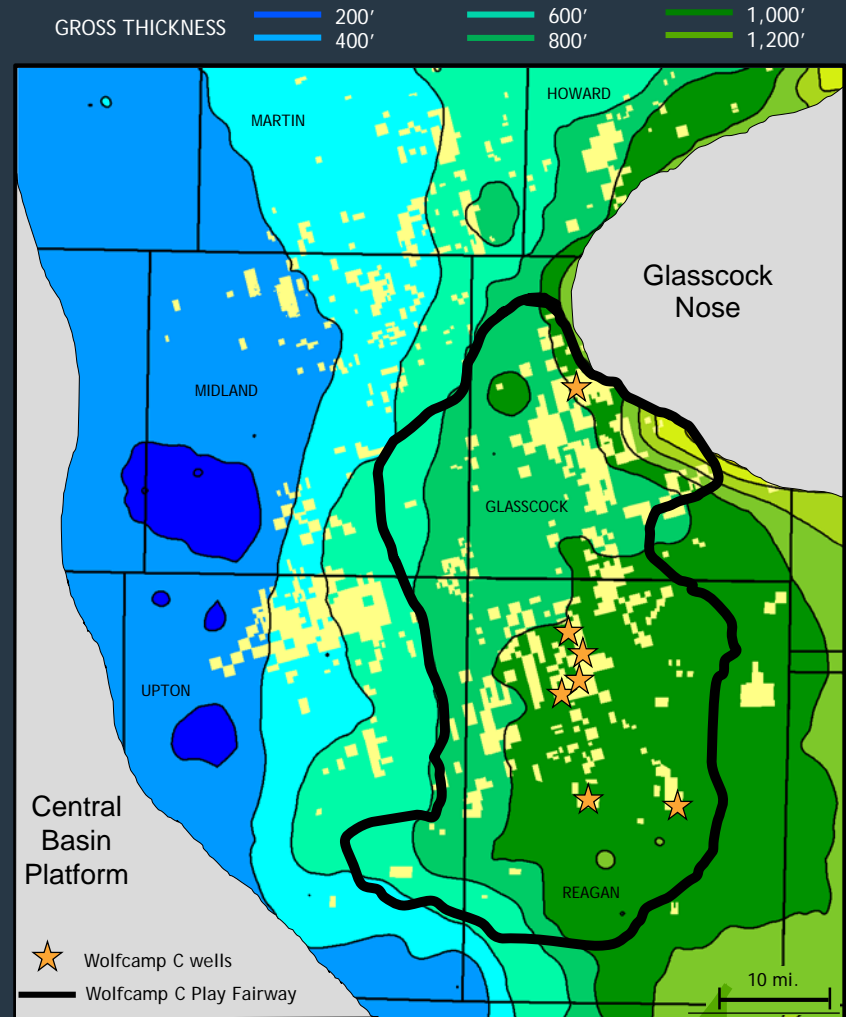 GROSS THICKNESS
200’
400’
600’
800’
1,000’
1,200’
HOWARD
MARTIN
Glasscock
Nose
MIDLAND
GLASSCOCK
UPTON
Central
Basin
Platform
REAGAN
Wolfcamp C wells
Wolfcamp C Play Fairway
10 mi.